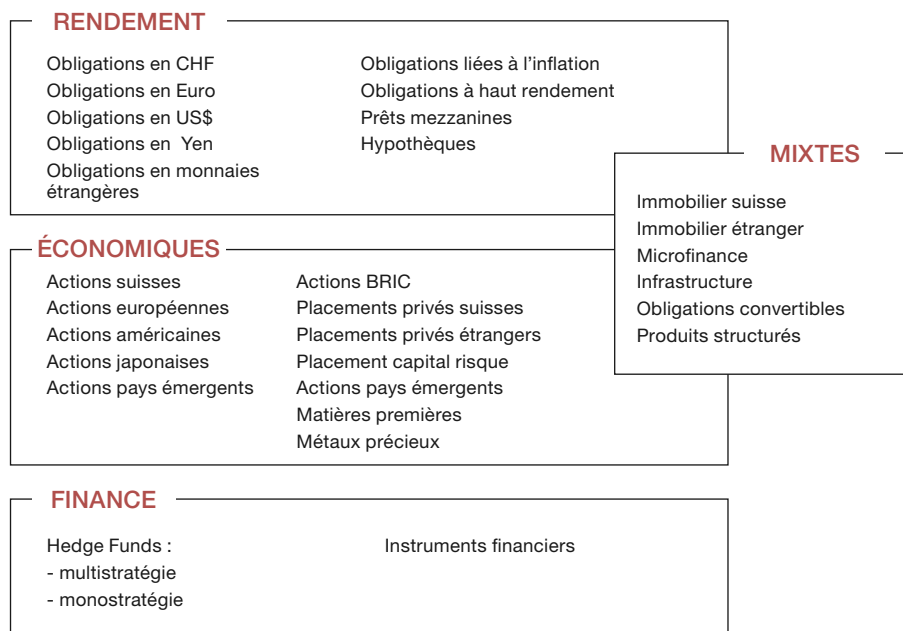 RENDEMENT
Obligations en CHF
Obligations en Euro
Obligations en US$
Obligations en Yen
Obligations en monnaies
étrangères
Obligations liées à l'inflation
Obligations à haut rendement
Prêts mezzanines
Hypothèques
MIXTES
Immobilier suisse
Immobilier étranger
Microfinance
Infrastructure
Obligations convertibles
Produits structurés
ÉCONOMIQUES
Actions suisses
Actions européennes
Actions américaines
Actions japonaises
Actions pays émergents
Actions BRIC
Placements privés suisses
Placements privés étrangers
Placement capital risque
Actions pays émergents
Matières premières
Métaux précieux
FINANCE
Hedge Funds :
- multistratégie
- monostratégie
Instruments financiers